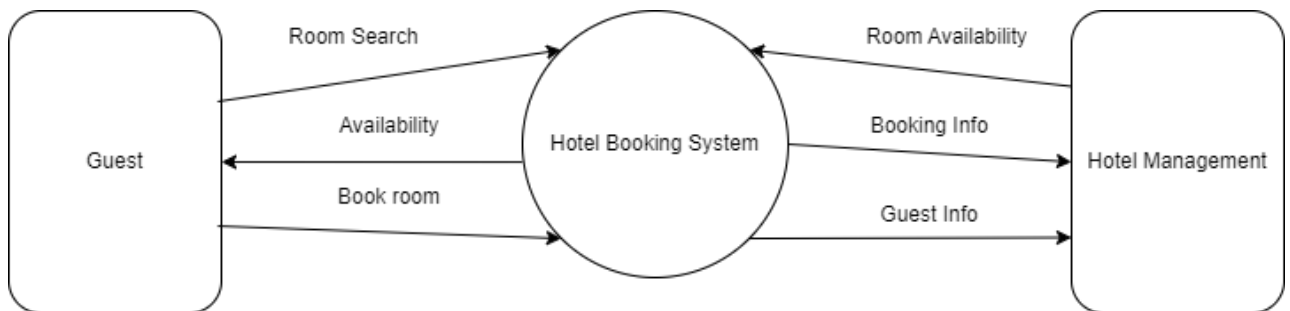 Room Search
Room Availability
Availability
Booking Info
Hotel Booking System
Guest
Hotel Management
Book room
Guest Info